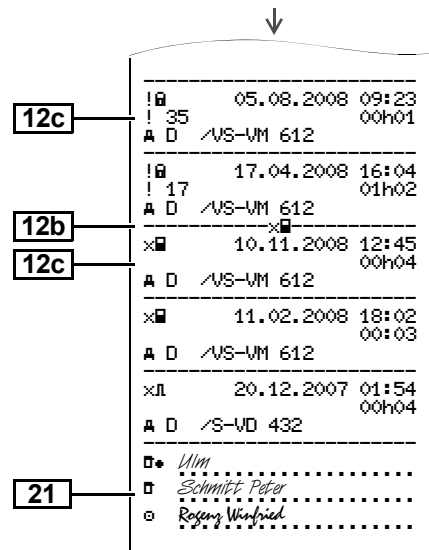 !🔒 05.08.2008 09:23
12c
! 35 00h01
D /VS-VM 612
!🔒 17.04.2008 16:04
! 17 01h02
D /VS-VM 612
12b
x
x 10.11.2008 12:45
12c
00h04
D /VS-VM 612
x 11.02.2008 18:02
00:03
D /VS-VM 612
x 20.12.2007 01:54
00h04
D /S-VD 432
Ulm
21
Schmitt Peter
Rogenz Winfried